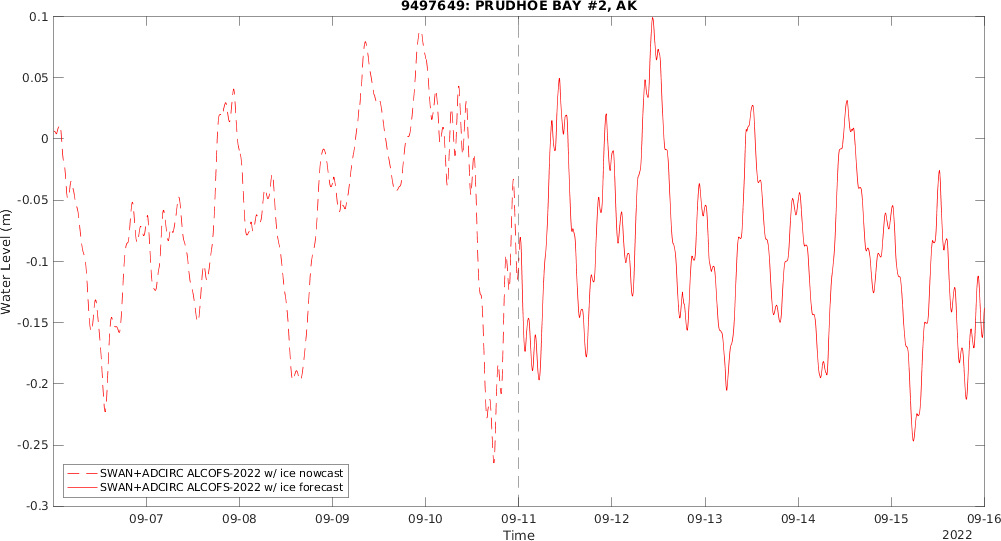 9497649: PRUDHOE BAY #2, AK
0.1
0.05
0
-0.05
-0.1
-0.15
-0.2
-0.25
-0.3
Water Level (m)
SWAN+ADCIRC ALCOFS-2022 w/ ice nowcast
SWAN+ADCIRC ALCOFS-2022 w/ ice forecast
09-07 09-08 09-09 09-10 09-11 09-12 09-13 09-14 09-15 09-16
Time
2022